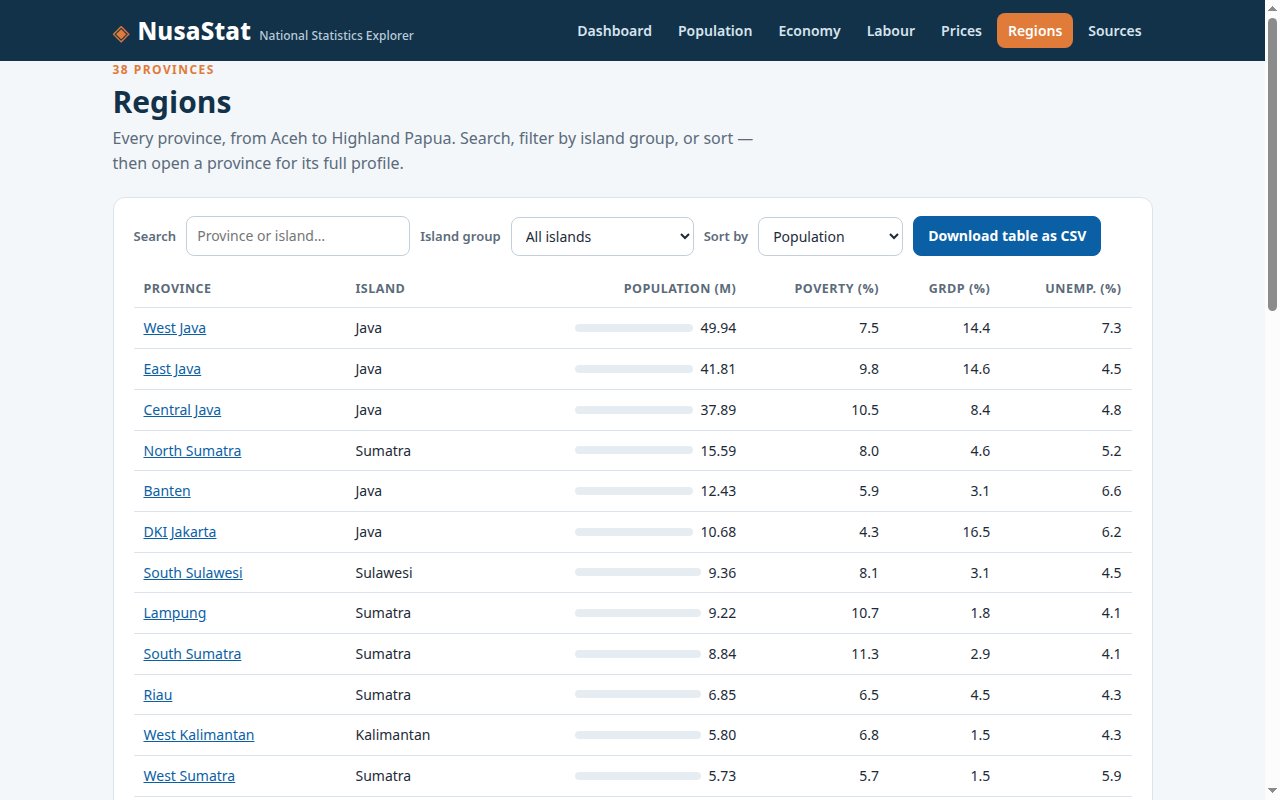 ◈ NusaStat National Statistics Explorer Dashboard Population Economy Labour Prices Regions Sources
38 PROVINCES
Regions
Every province, from Aceh to Highland Papua. Search, filter by island group, or sort —
then open a province for its full profile.
Search Province or island... Island group All islands Sort by Population Download table as CSV
PROVINCE ISLAND POPULATION (M) POVERTY (%) GRDP (%) UNEMP. (%)
West Java Java 49.94 7.5 14.4 7.3
East Java Java 41.81 9.8 14.6 4.5
Central Java Java 37.89 10.5 8.4 4.8
North Sumatra Sumatra 15.59 8.0 4.6 5.2
Banten Java 12.43 5.9 3.1 6.6
DKI Jakarta Java 10.68 4.3 16.5 6.2
South Sulawesi Sulawesi 9.36 8.1 3.1 4.5
Lampung Sumatra 9.22 10.7 1.8 4.1
South Sumatra Sumatra 8.84 11.3 2.9 4.1
Riau Sumatra 6.85 6.5 4.5 4.3
West Kalimantan Kalimantan 5.80 6.8 1.5 4.3
West Sumatra Sumatra 5.73 5.7 1.5 5.9